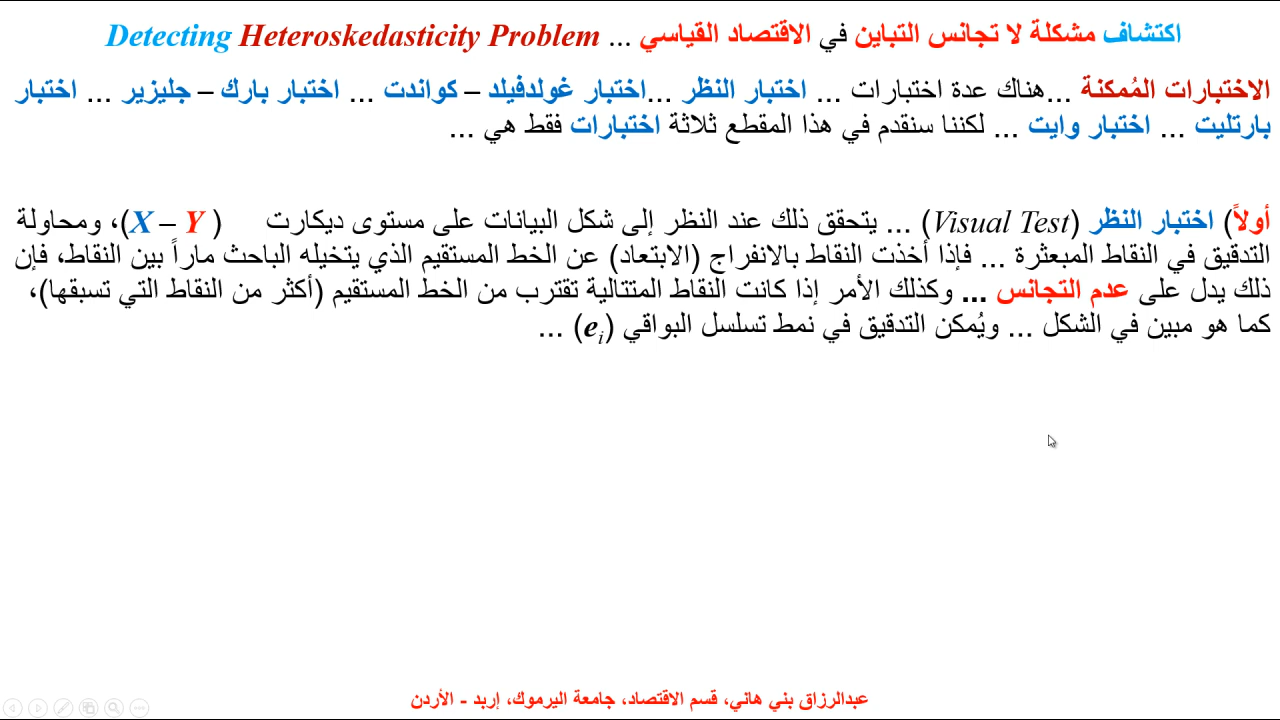 اكتشاف مشكلة لا تجانس التباين في الاقتصاد القياسي ... Detecting Heteroskedasticity Problem
الاختبارات المُمكنة ...هناك عدة اختبارات ... اختبار النظر ...اختبار غولدفيلد – كواندت ... اختبار بارك – جليزير ... اختبار
بارتليت ... اختبار وايت ... لكننا سنقدم في هذا المقطع ثلاثة اختبارات فقط هي ...
أولاً) اختبار النظر (Visual Test) ... يتحقق ذلك عند النظر إلى شكل البيانات على مستوى ديكارت (X – Y)، ومحاولة
التدقيق في النقاط المبعثرة ... فإذا أخذت النقاط بالانفراج (الابتعاد) عن الخط المستقيم الذي يتخيله الباحث ماراً بين النقاط، فإن
ذلك يدل على عدم التجانس ... وكذلك الأمر إذا كانت النقاط المتتالية تقترب من الخط المستقيم (أكثر من النقاط التي تسبقها)،
كما هو مبين في الشكل ... ويُمكن التدقيق في نمط تسلسل البواقي (ei) ...
عبدالرزاق بني هاني، قسم الاقتصاد، جامعة اليرموك، إربد - الأردن